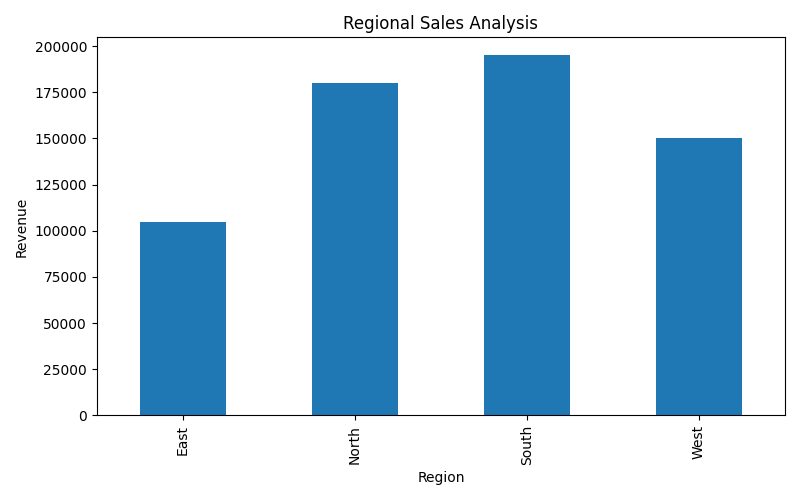 Regional Sales Analysis
200000
175000
150000
125000
100000
75000
50000
25000
0
Revenue
East
North
South
West
Region